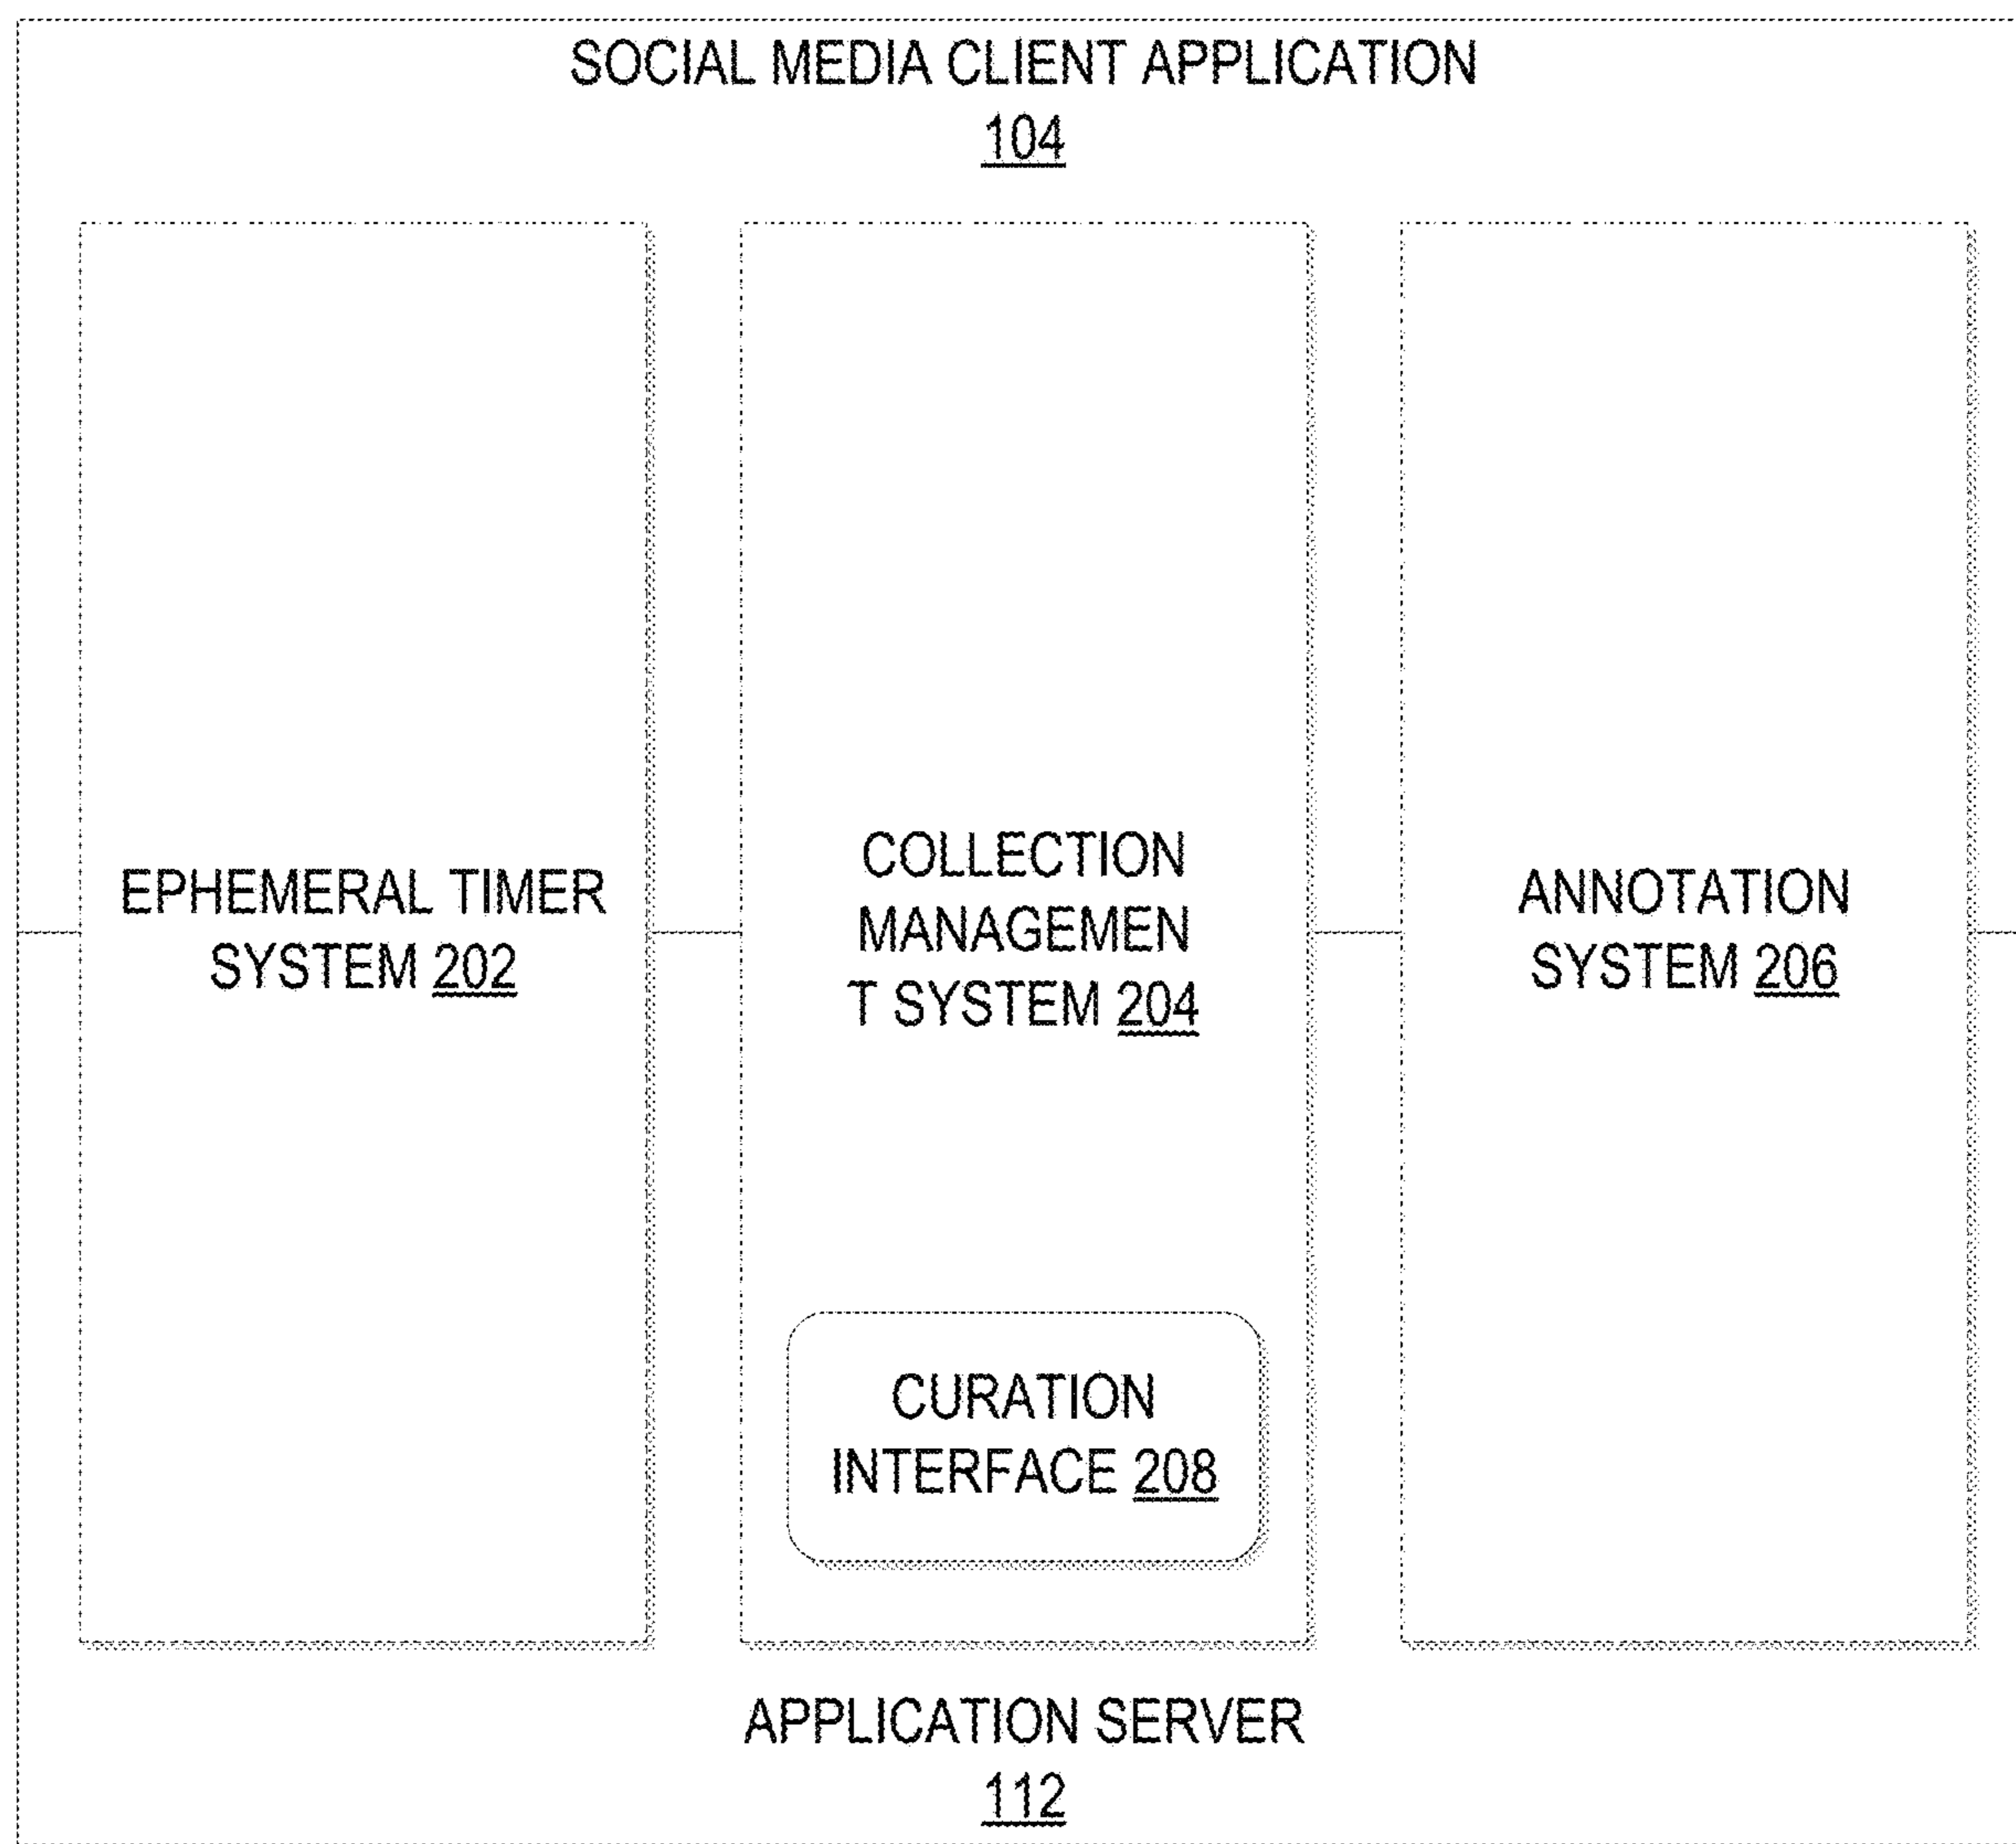 SOCIAL MEDIA CLIENT APPLICATION
104
EPHEMERAL TIMER
SYSTEM 202
COLLECTION
MANAGEMEN
T SYSTEM 204
ANNOTATION
SYSTEM 206
CURATION
INTERFACE 208
APPLICATION SERVER
112